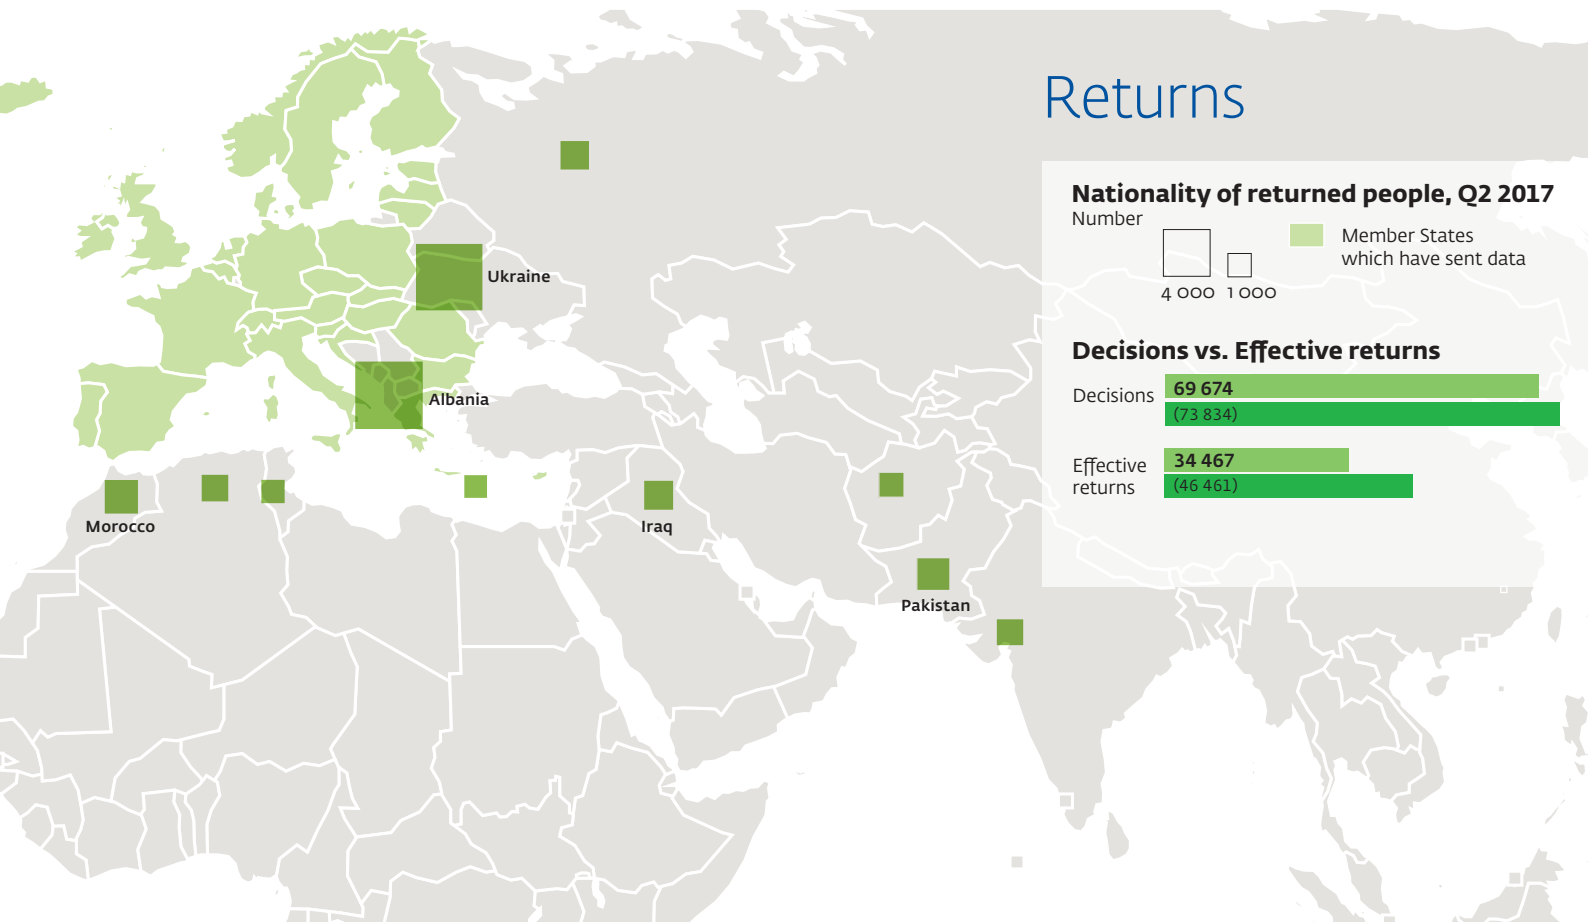 Returns
Nationality of returned people, Q2 2017
Number
Member States
which have sent data
4 000 1 000
Decisions vs. Effective returns
Decisions
69 674
(73 834)
Effective
returns
34 467
(46 461)
Ukraine
Albania
Morocco
Iraq
Pakistan